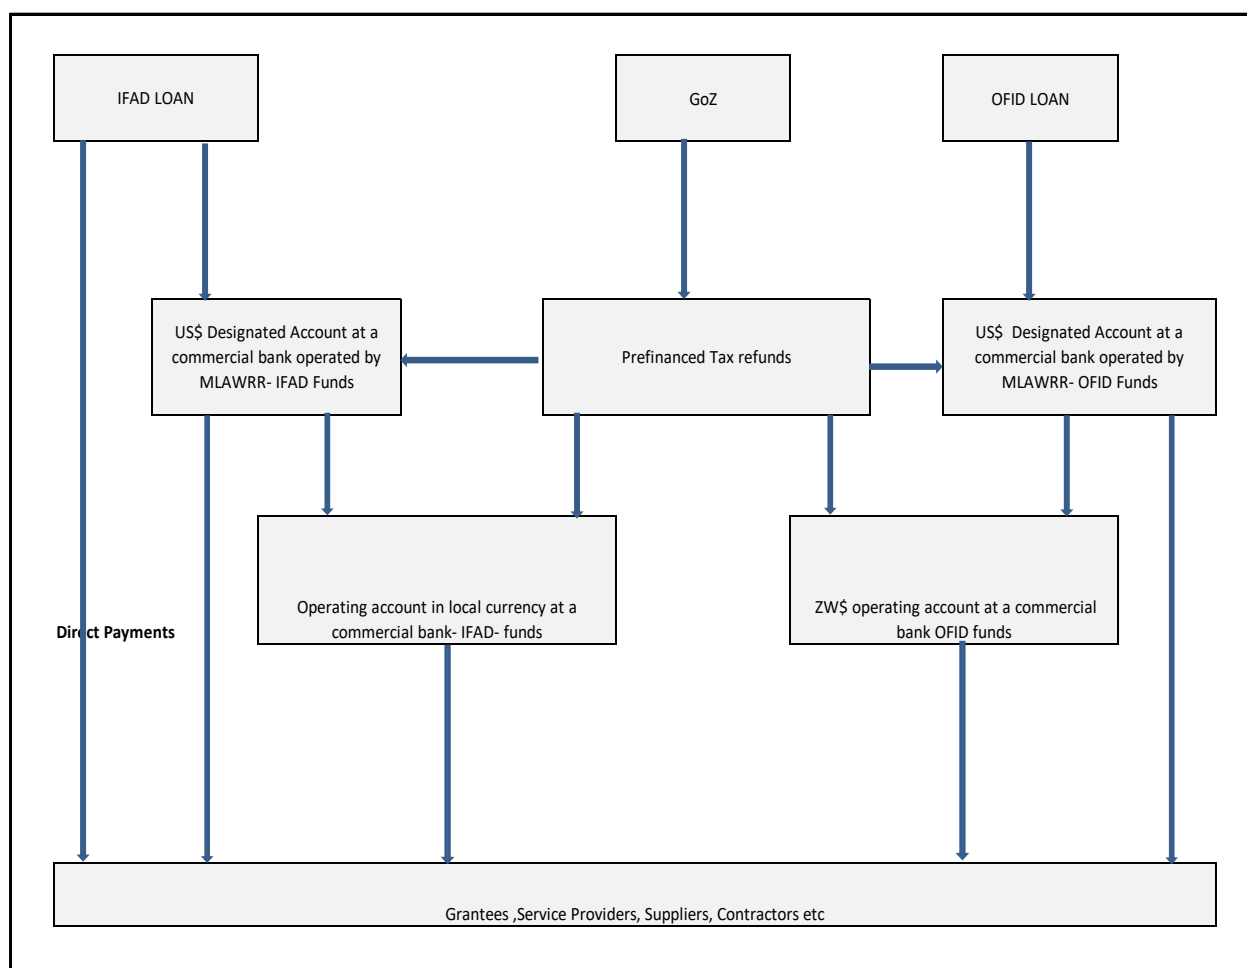 IFAD LOAN
GoZ
OFID LOAN
US$ Designated Account at a
commercial bank operated by
MLAWRR- IFAD Funds
Prefinanced Tax refunds
US$  Designated Account at a
commercial bank operated by
MLAWRR- OFID Funds
Operating account in local currency at a
commercial bank- IFAD- funds
ZW$ operating account at a commercial
bank OFID funds
Direct Payments
Grantees ,Service Providers, Suppliers, Contractors etc